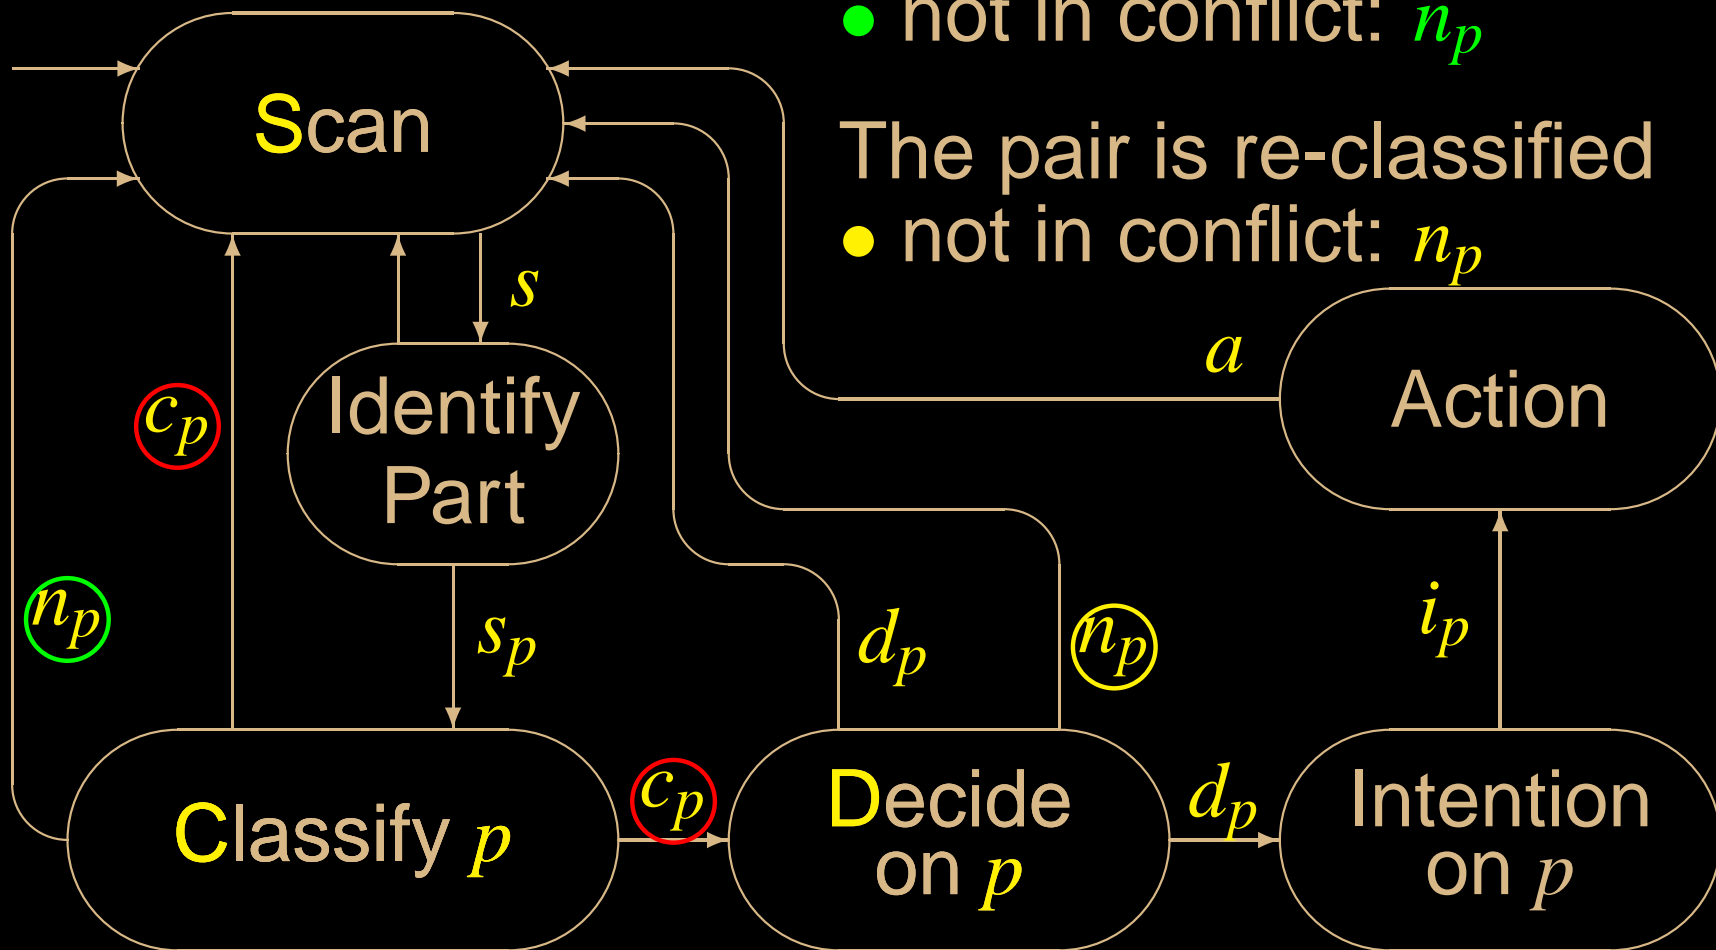 • not in conflict: n_p
Scan
The pair is re-classified
• not in conflict: n_p
s
a
Identify
Part
Action
c_p
n_p
s_p
d_p
n_p
i_p
Classify p
c_p
Decide
on p
d_p
Intention
on p